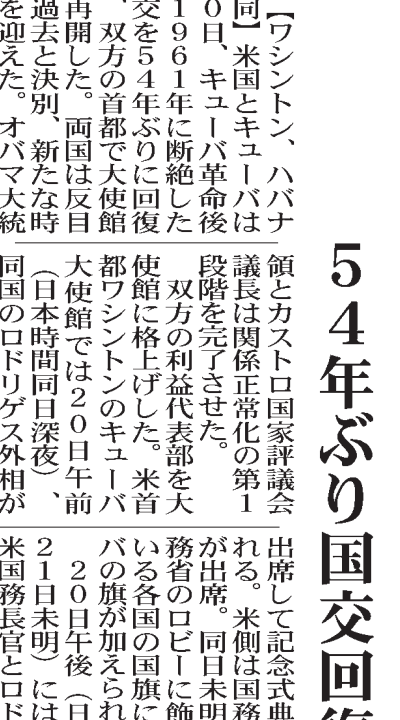 54年ぶり国交回復
【ワシントン、ハバナ
同】米国とキューバは
0日、キューバ革命後
1961年に断絶した
交を54年ぶりに回復
、双方の首都で大使館
再開した。両国は反目
過去と決別、新たな時
を迎えた。オバマ大統
領とカストロ国家評議会
議長は関係正常化の第1
段階を完了させた。
双方の利益代表部を大
使館に格上げした。米首
都ワシントンのキューバ
大使館では20日午前
（日本時間同日深夜）、
同国のロドリゲス外相が
出席して記念式典
れる。米側は国務
が出席。同日未明
務省のロビーに飾
いる各国の国旗に
バの旗が加えられ
20日午後（日
21日未明）には
米国務長官とロド